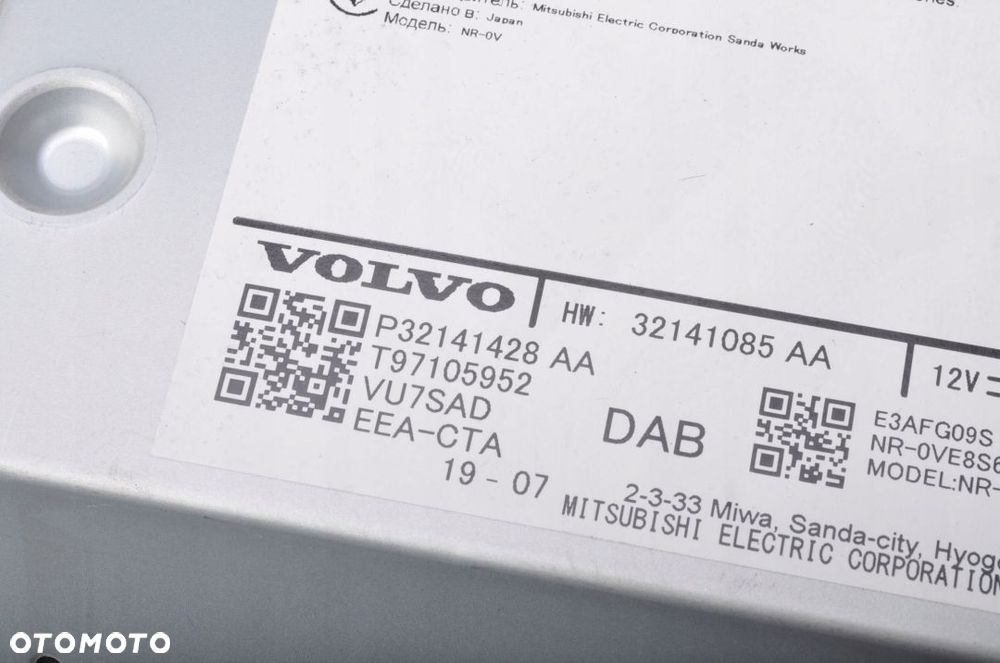 Mitsubishi Electric Corporation Sanda Works
Сделано в: Japan
Модель: NR-0V
VOLVO
HW: 32141085 AA
12V
P32141428 AA
T97105952
VU7SAD
EEA-CTA
19-07
DAB
E3AFG09S
NR-0VE8S6
MODEL:NR-
2-3-33 Miwa, Sanda-city, Hyogo
MITSUBISHI ELECTRIC CORPORATION
OTOMOTO